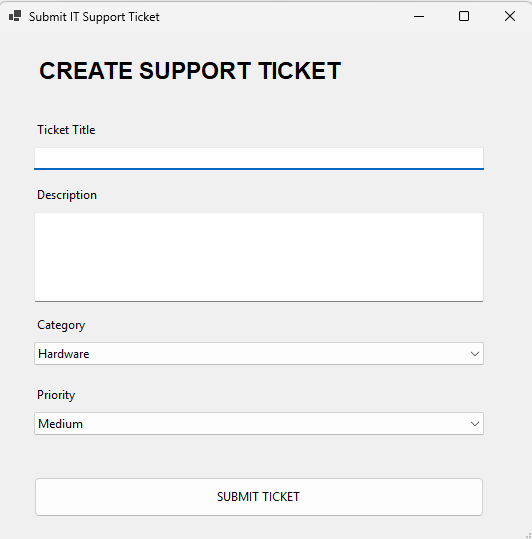 Submit IT Support Ticket
CREATE SUPPORT TICKET
Ticket Title
Description
Category
Hardware
Priority
Medium
SUBMIT TICKET